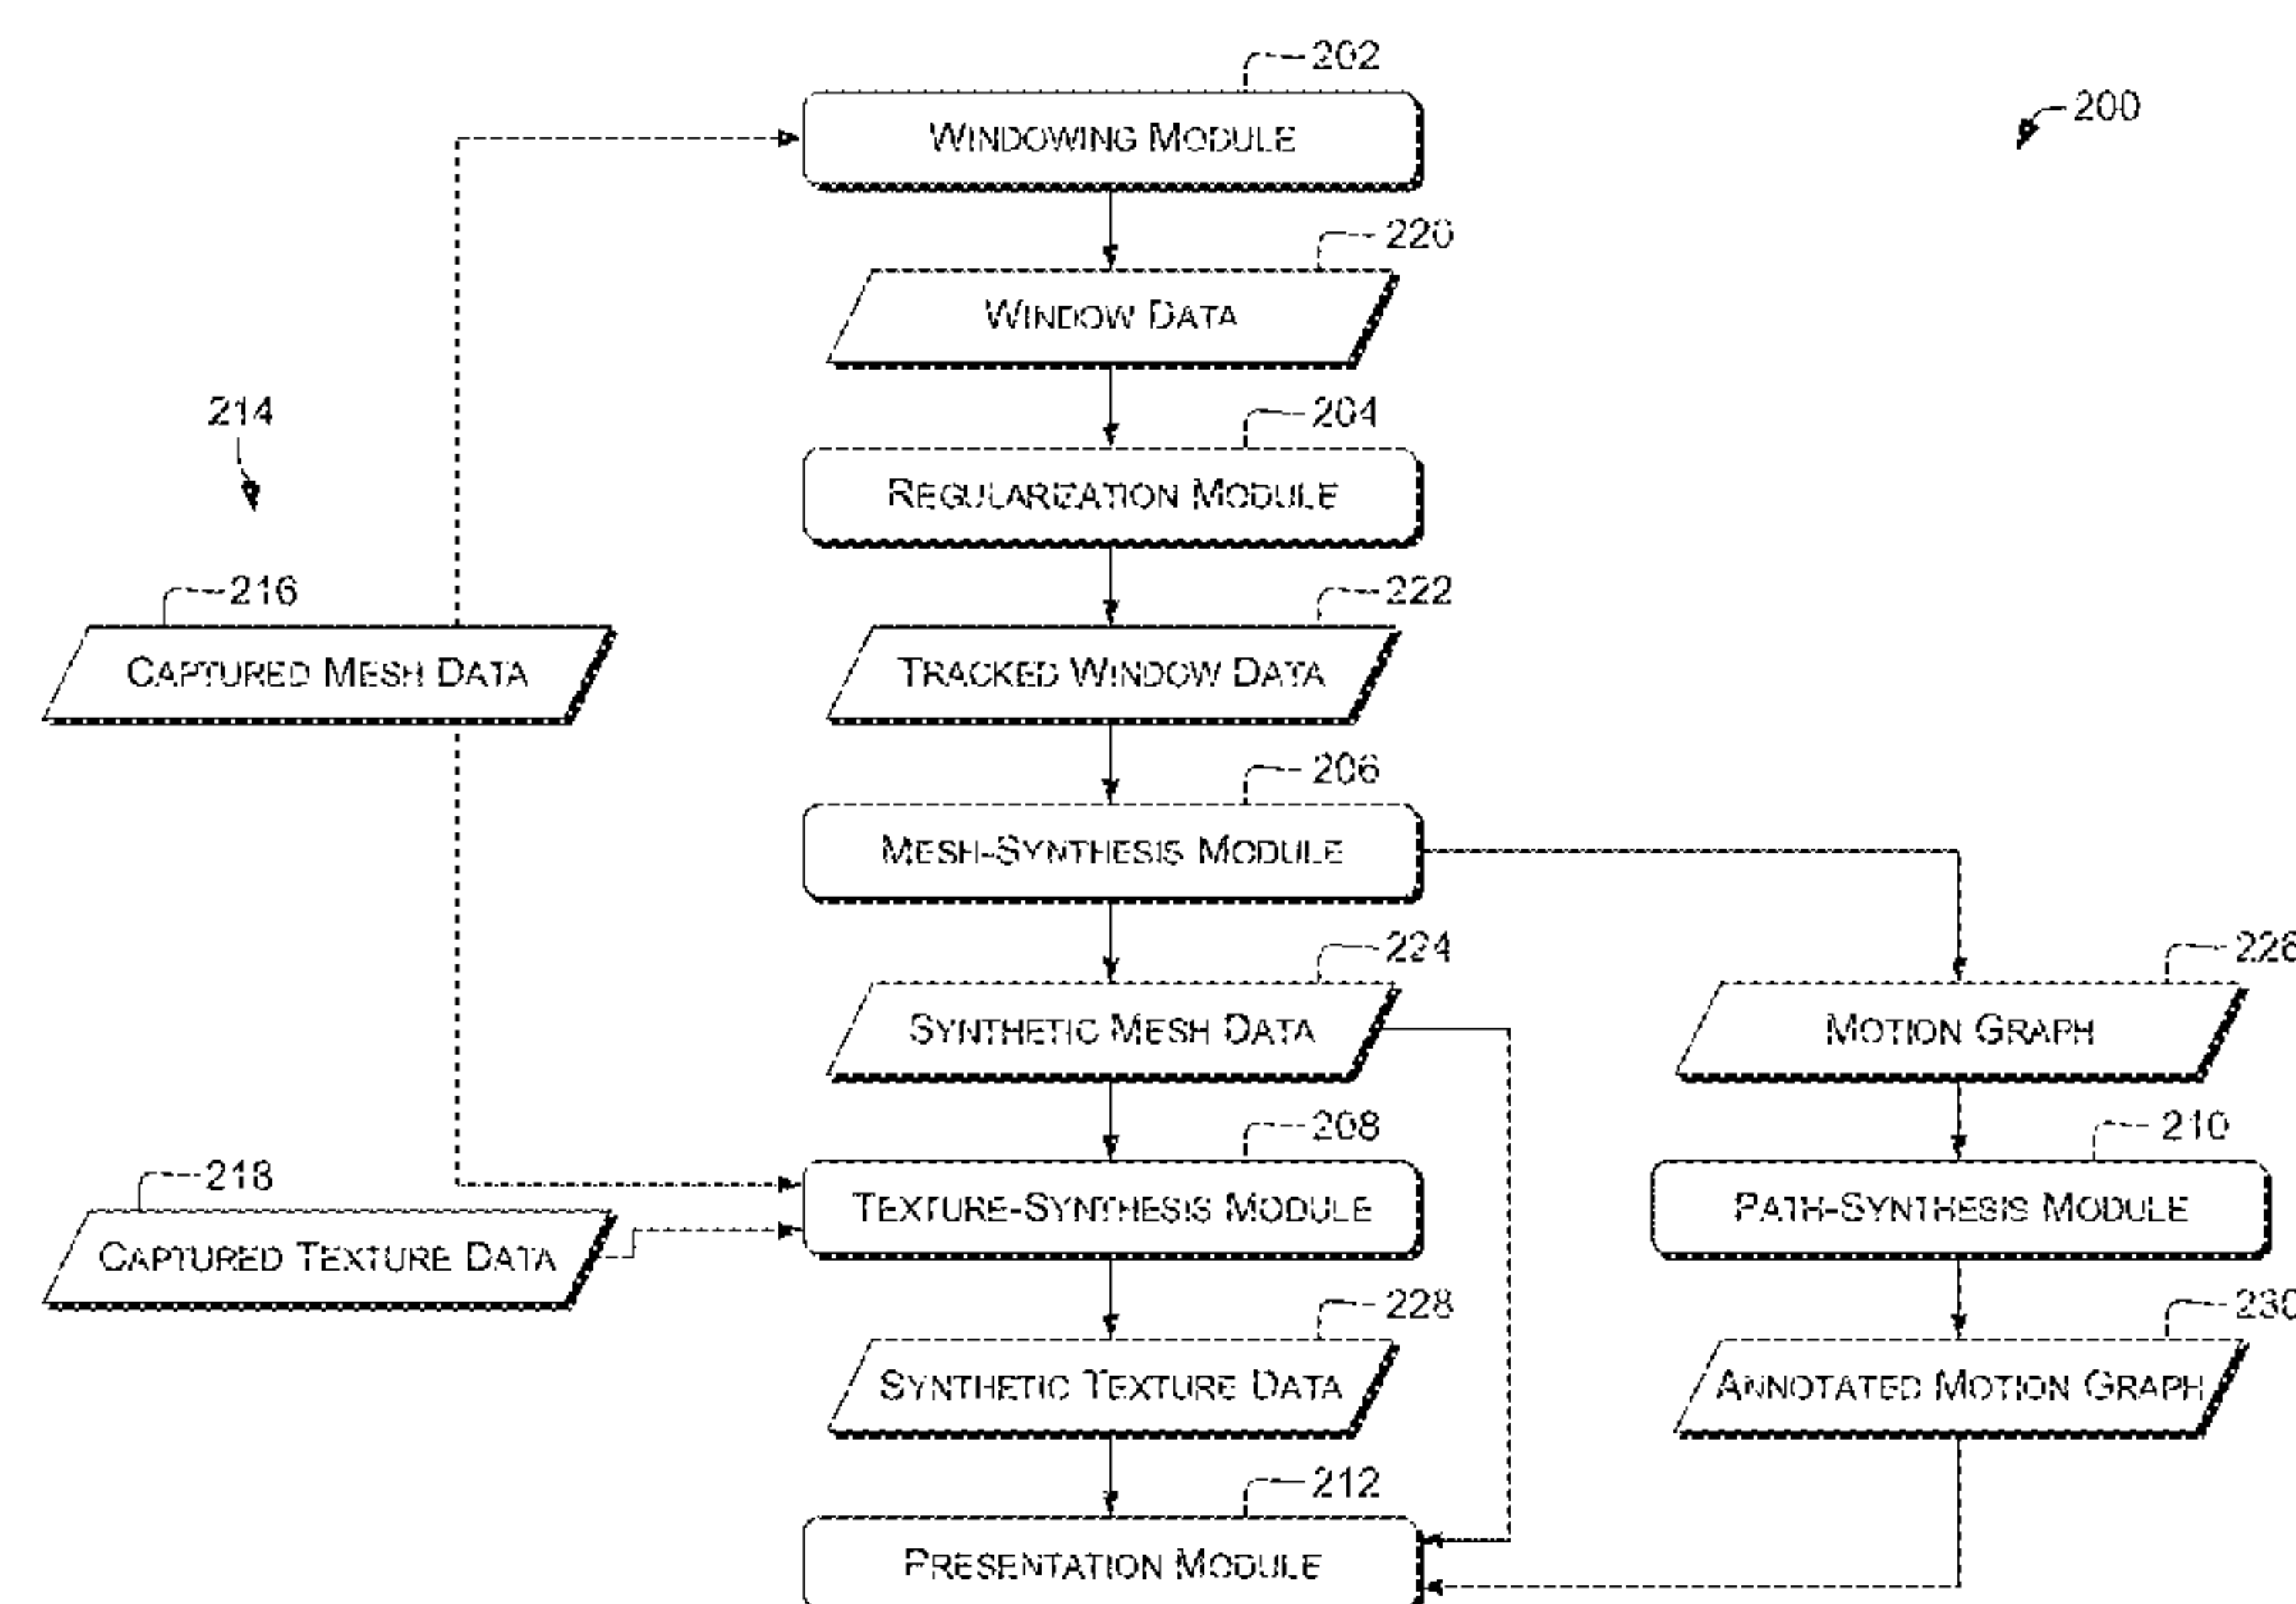 202
WINDOWING MODULE
200
220
WINDOW DATA
214
204
REGULARIZATION MODULE
216
CAPTURED MESH DATA
222
TRACKED WINDOW DATA
206
MESH-SYNTHESIS MODULE
224
SYNTHETIC MESH DATA
226
MOTION GRAPH
208
TEXTURE-SYNTHESIS MODULE
210
PATH-SYNTHESIS MODULE
218
CAPTURED TEXTURE DATA
228
SYNTHETIC TEXTURE DATA
230
ANNOTATED MOTION GRAPH
212
PRESENTATION MODULE